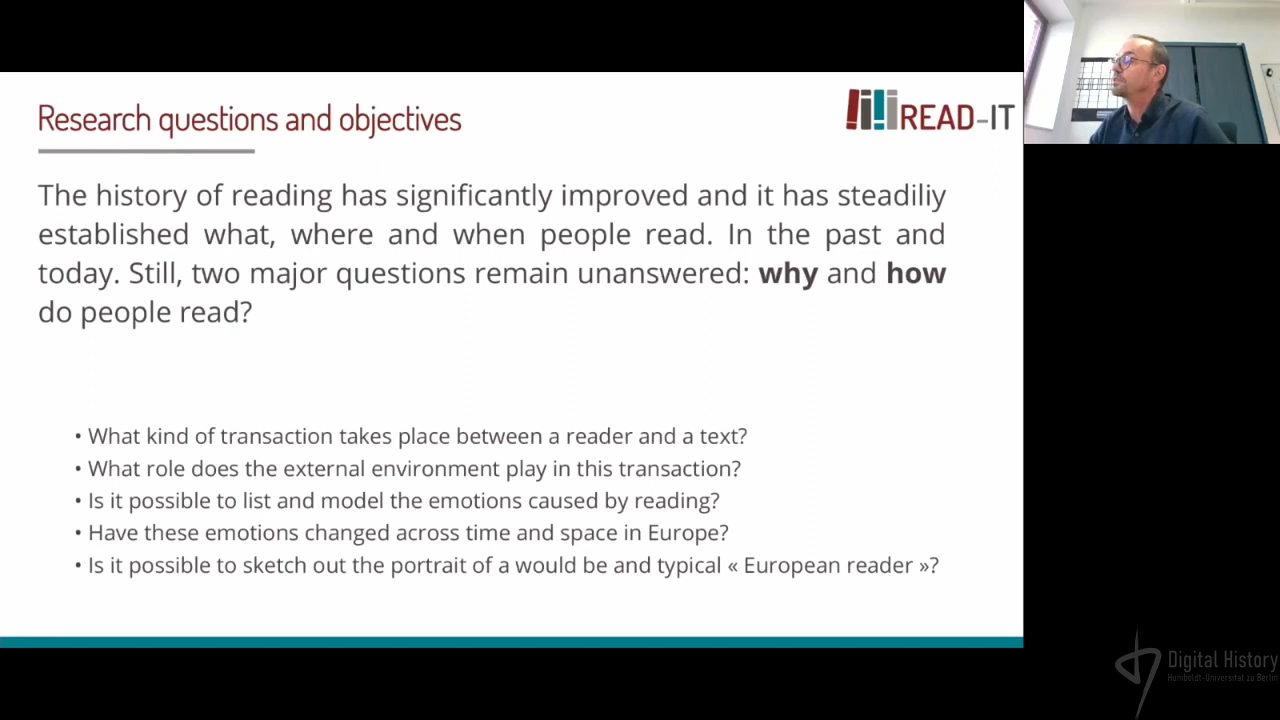 Research questions and objectives
READ-IT
The history of reading has significantly improved and it has steadiliy
established what, where and when people read. In the past and
today. Still, two major questions remain unanswered: why and how
do people read?
• What kind of transaction takes place between a reader and a text?
• What role does the external environment play in this transaction?
• Is it possible to list and model the emotions caused by reading?
• Have these emotions changed across time and space in Europe?
• Is it possible to sketch out the portrait of a would be and typical « European reader »?
Digital History
Humboldt-Universität zu Berlin